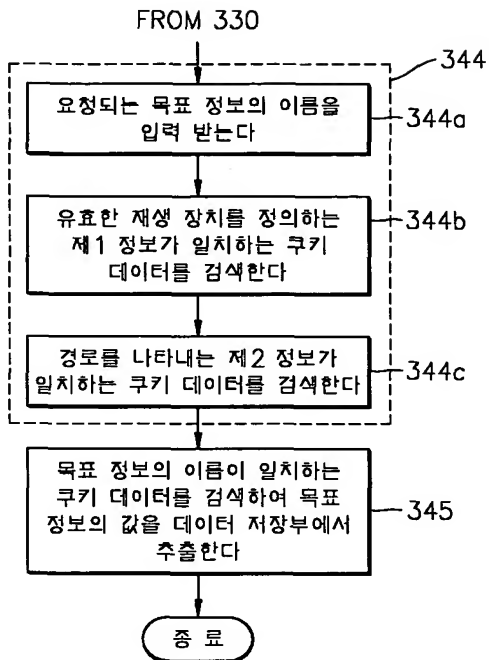 FROM 330
344
요청되는 목표 정보의 이름을
입력 받는다
344a
유효한 재생 장치를 정의하는
제1 정보가 일치하는 쿠키
데이터를 검색한다
344b
경로를 나타내는 제2 정보가
일치하는 쿠키 데이터를 검색한다
344c
목표 정보의 이름이 일치하는
쿠키 데이터를 검색하여 목표
정보의 값을 데이터 저장부에서
추출한다
345
종 료